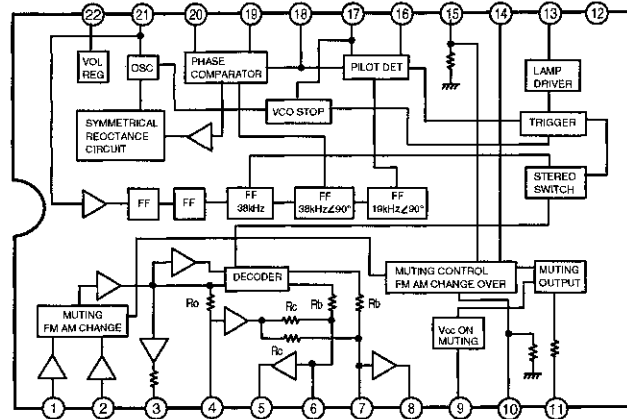 22 21 20 19 18 17 16 15 14 13 12
VOL
REG
OSC
PHASE
COMPARATOR
PILOT DET
LAMP
DRIVER
SYMMETRICAL
REOCTANCE
CIRCUIT
VCO STOP
TRIGGER
STEREO
SWITCH
FF
FF
FF
38kHz
FF
38kHz∠90°
FF
19kHz∠90°
DECODER
MUTING CONTROL
FM AM CHANGE OVER
MUTING
OUTPUT
Ro
Rc
Rb
Rb
MUTING
FM AM CHANGE
Rc
Vcc ON
MUTING
1 2 3 4 5 6 7 8 9 10 11